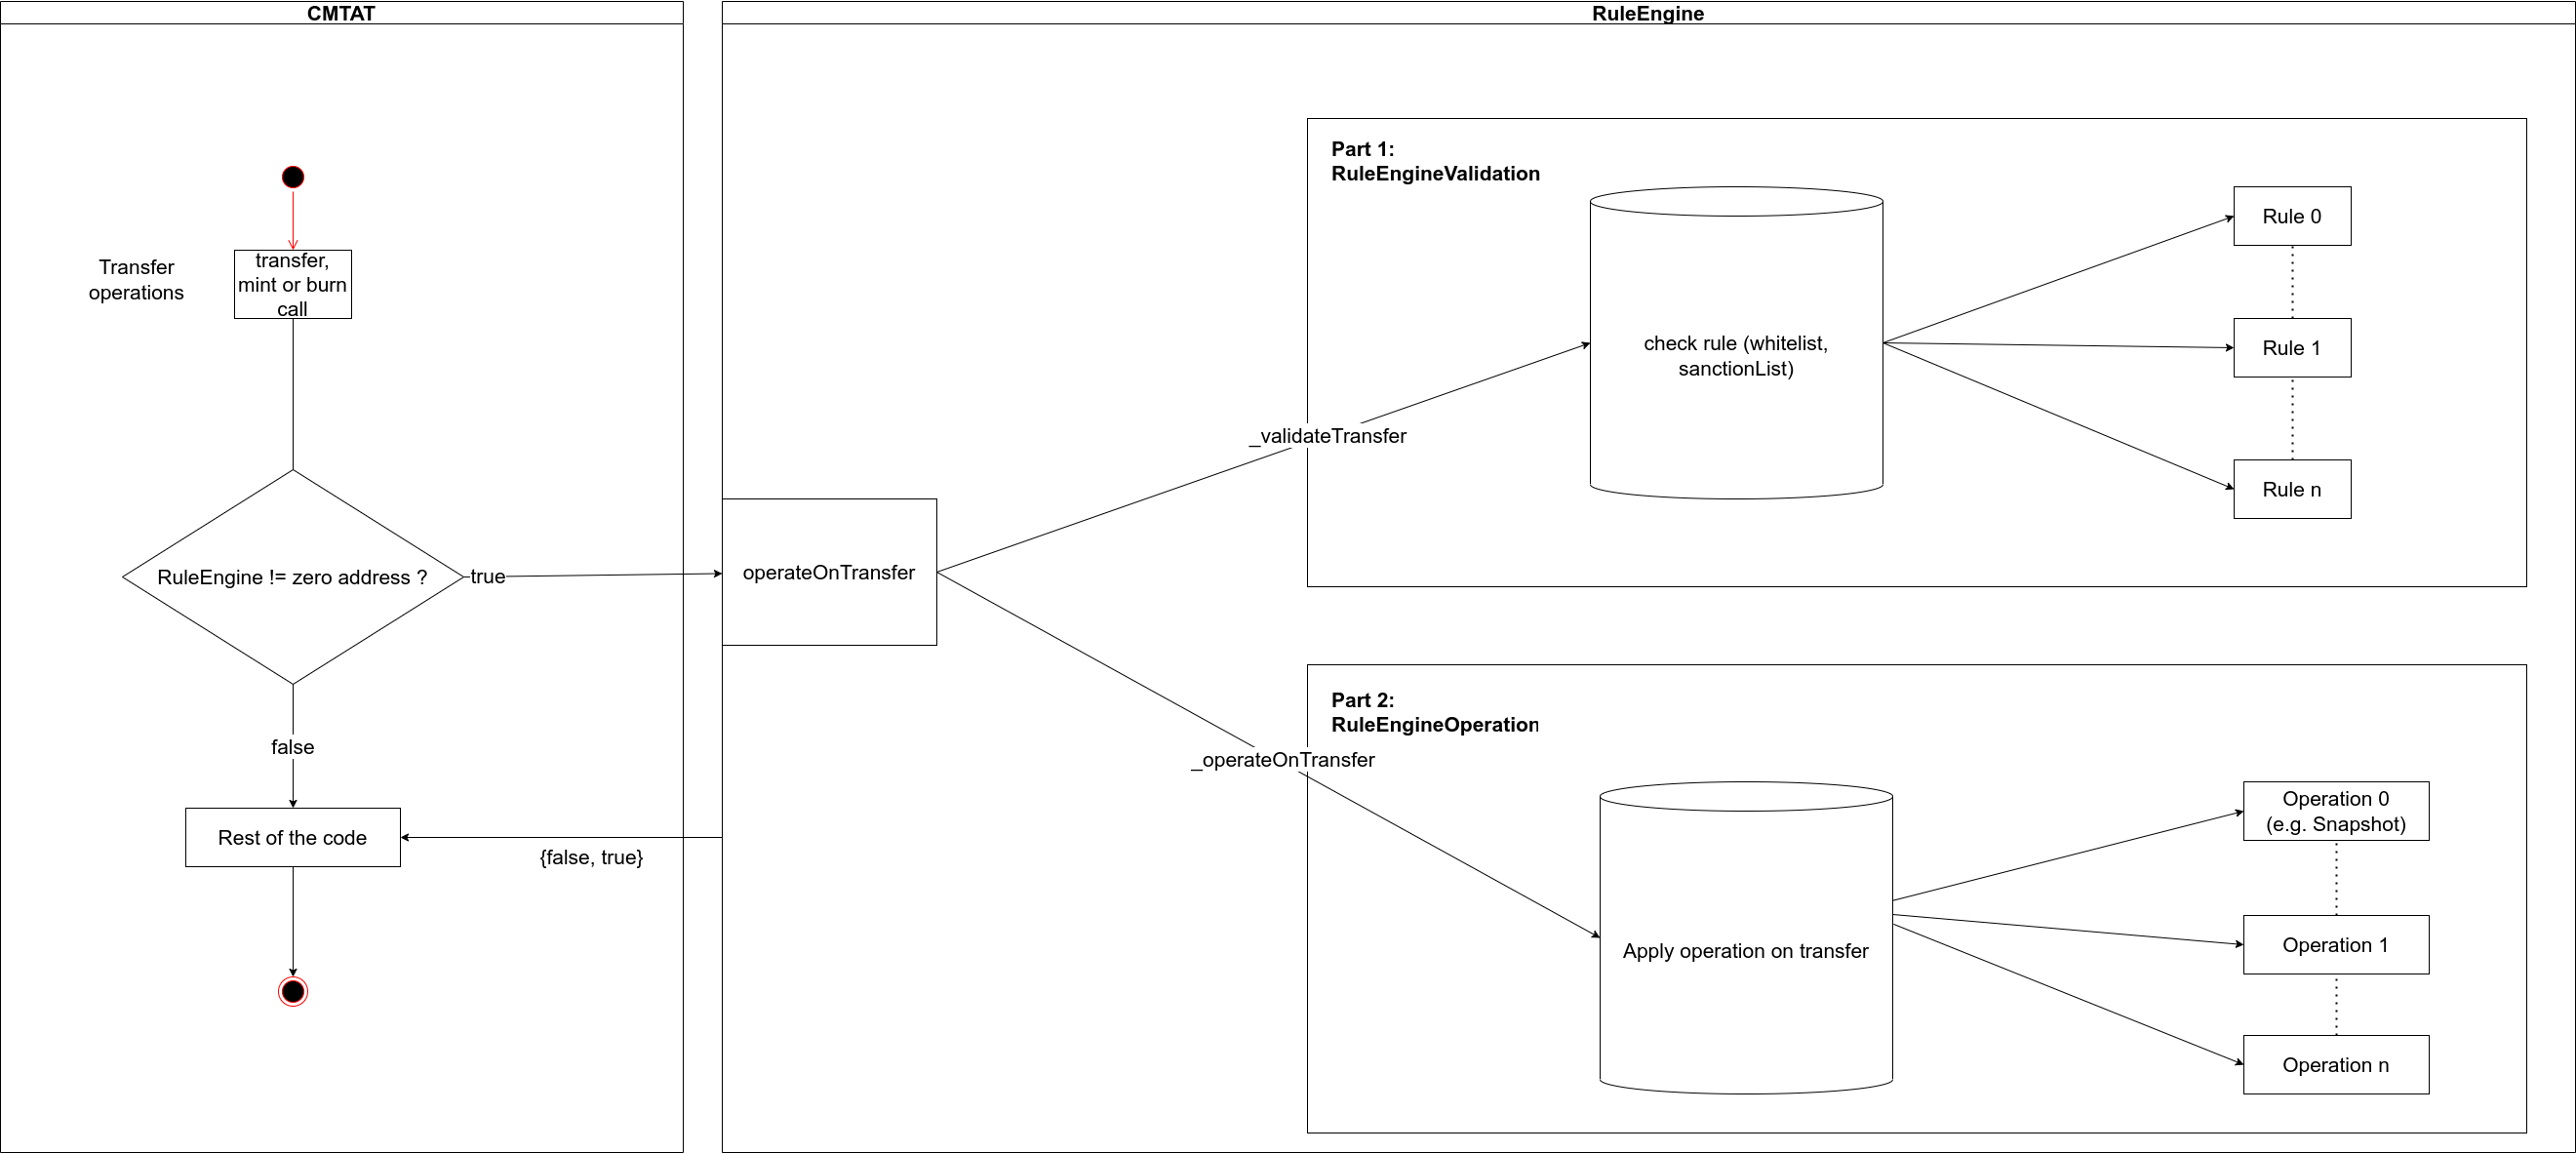 CMTAT
RuleEngine
Transfer
operations
transfer,
mint or burn
call
RuleEngine != zero address ?
true
false
Rest of the code
{false, true}
operateOnTransfer
_validateTransfer
_operateOnTransfer
Part 1:
RuleEngineValidation
check rule (whitelist,
sanctionList)
Rule 0
Rule 1
Rule n
Part 2:
RuleEngineOperation
Apply operation on transfer
Operation 0
(e.g. Snapshot)
Operation 1
Operation n